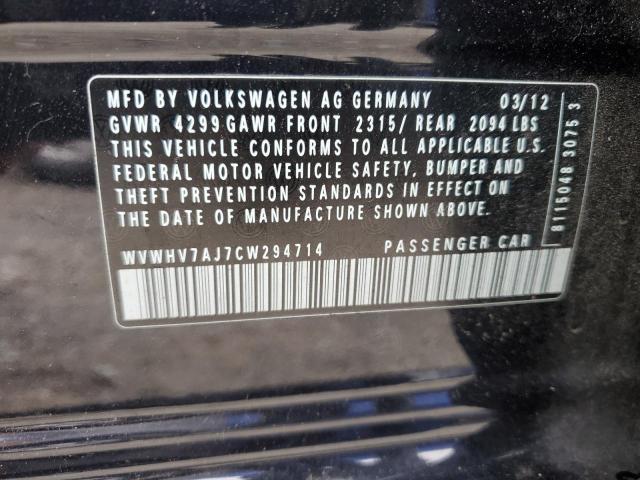 MFD BY VOLKSWAGEN AG GERMANY 03/12
GVWR 4299 GAWR FRONT 2315/ REAR 2094 LBS
THIS VEHICLE CONFORMS TO ALL APPLICABLE U.S.
FEDERAL MOTOR VEHICLE SAFETY, BUMPER AND
THEFT PREVENTION STANDARDS IN EFFECT ON
THE DATE OF MANUFACTURE SHOWN ABOVE.
WVWHV7AJ7CW294714 PASSENGER CAR
8115048 3075 3